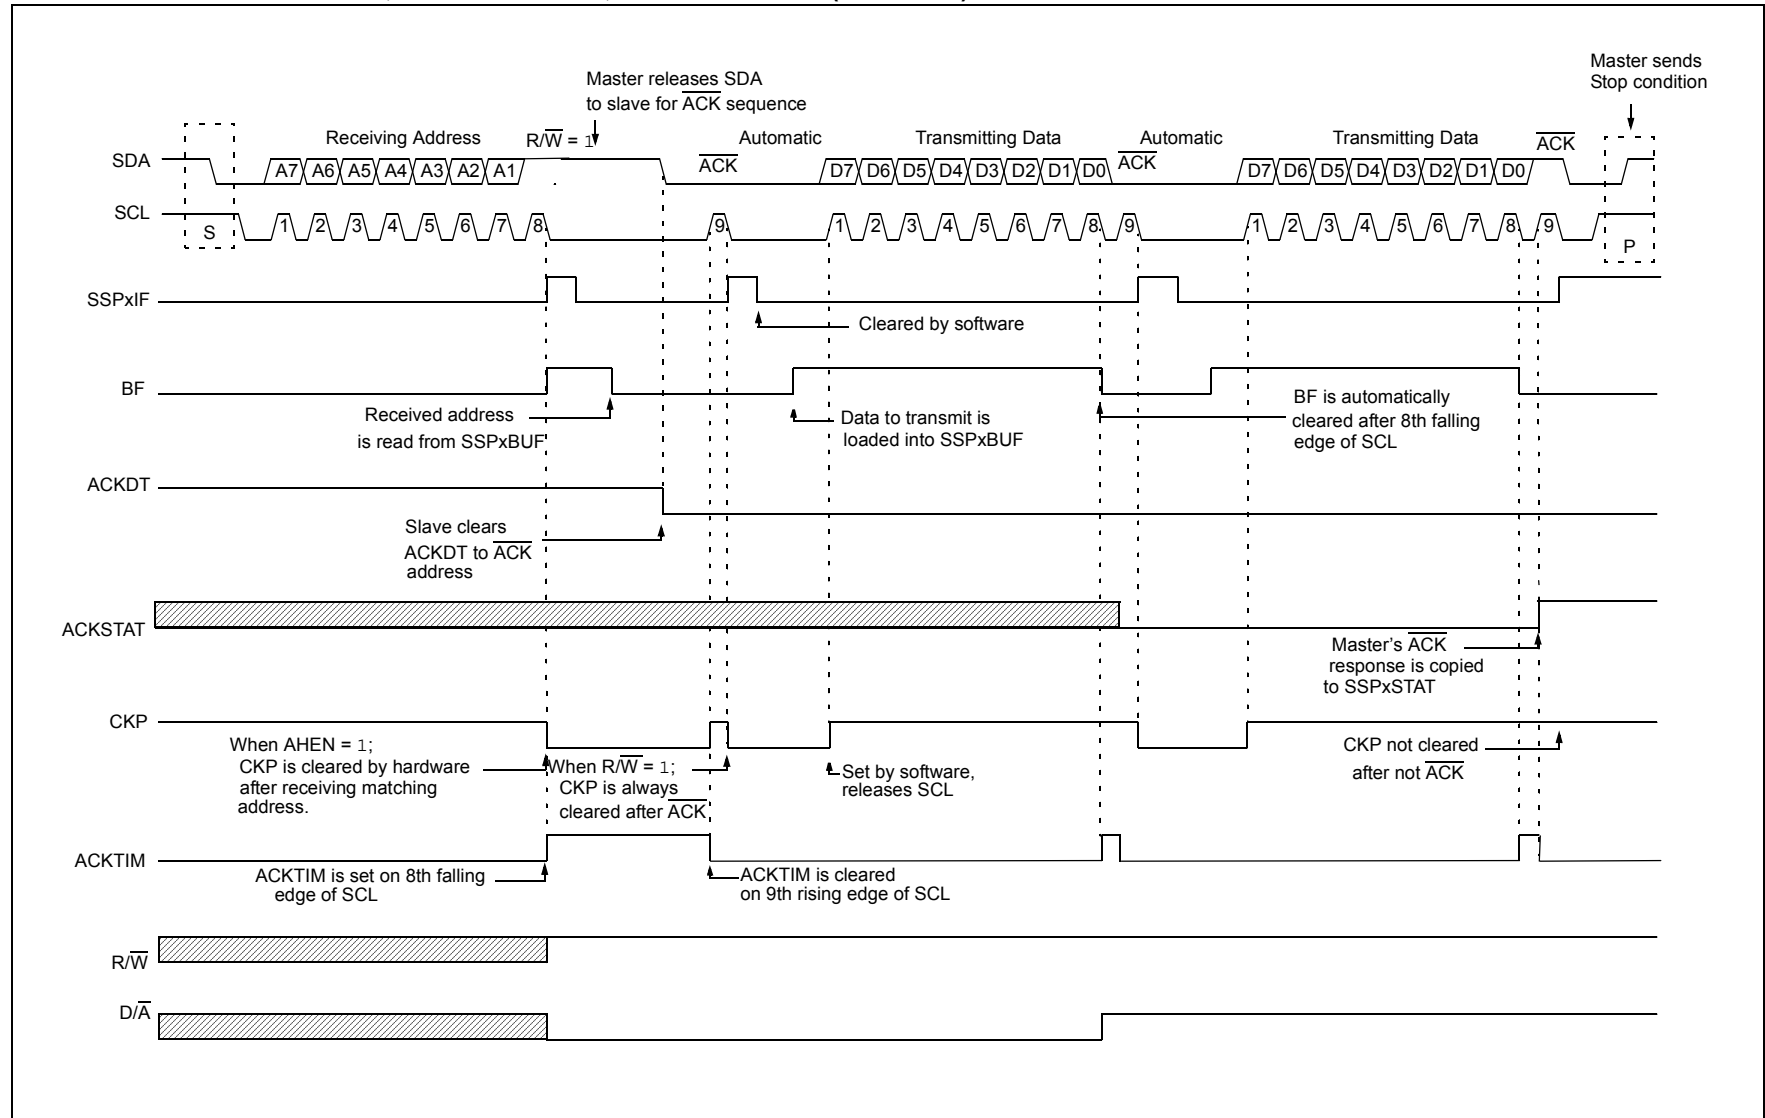 Master sends
Stop condition
Master releases SDA
to slave for ACK sequence
Receiving Address R/W = 1 Automatic Transmitting Data Automatic Transmitting Data ACK
SDA A7 A6 A5 A4 A3 A2 A1 ACK D7 D6 D5 D4 D3 D2 D1 D0 ACK D7 D6 D5 D4 D3 D2 D1 D0
SCL S 1 2 3 4 5 6 7 8 9 1 2 3 4 5 6 7 8 9 1 2 3 4 5 6 7 8 9 P
SSPxIF
Cleared by software
BF
Received address
is read from SSPxBUF
Data to transmit is
loaded into SSPxBUF
BF is automatically
cleared after 8th falling
edge of SCL
ACKDT
Slave clears
ACKDT to ACK
address
ACKSTAT
Master's ACK
response is copied
to SSPxSTAT
CKP
When AHEN = 1;
CKP is cleared by hardware
after receiving matching
address.
When R/W = 1;
CKP is always
cleared after ACK
Set by software,
releases SCL
CKP not cleared
after not ACK
ACKTIM
ACKTIM is set on 8th falling
edge of SCL
ACKTIM is cleared
on 9th rising edge of SCL
R/W
D/A